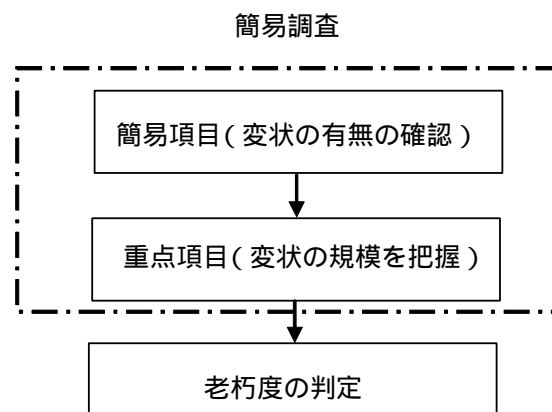 簡易調査
簡易項目(変状の有無の確認)
重点項目(変状の規模を把握)
老朽度の判定